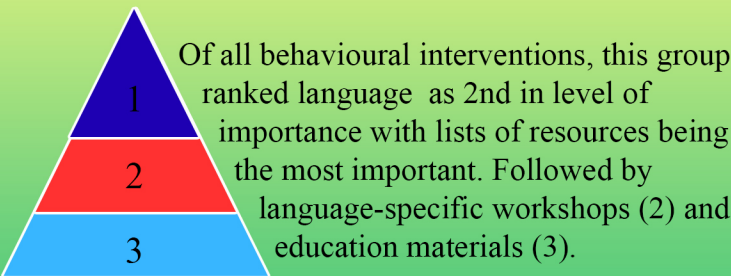 1
2
3
Of all behavioural interventions, this group
ranked language as 2nd in level of
importance with lists of resources being
the most important. Followed by
language-specific workshops (2) and
education materials (3).